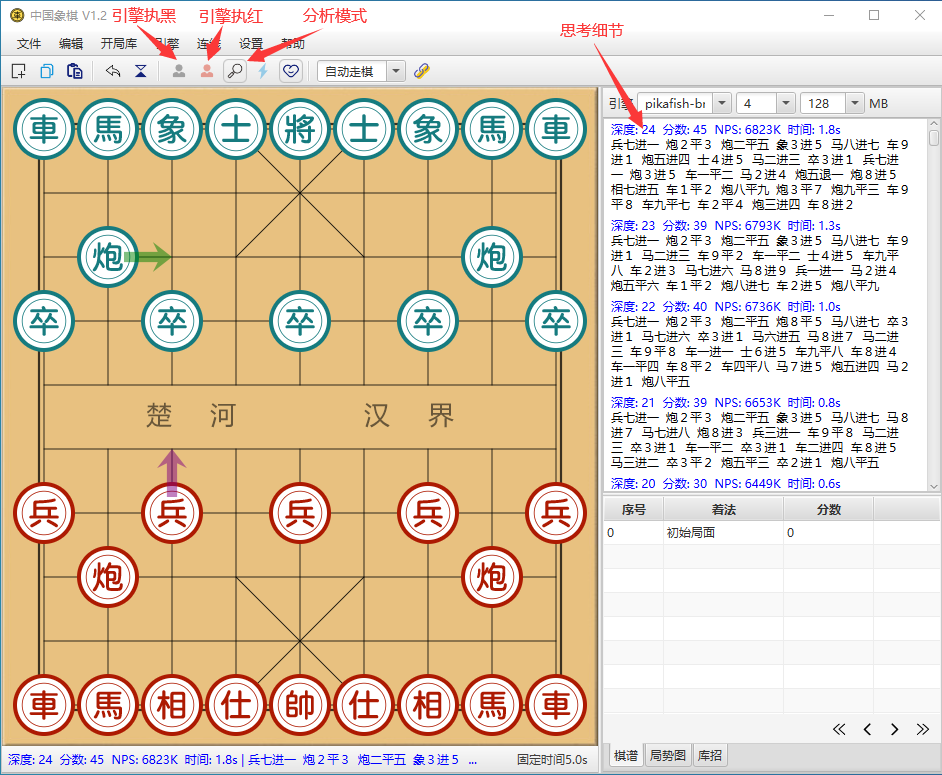 中国象棋 V1.2
引擎执黑 引擎执红 分析模式
思考细节
文件 编辑 开局库 引擎 连线 设置 帮助
自动走棋
引擎 pikafish-br 4 128 MB
車 馬 象 士 將 士 象 馬 車
炮 炮
卒 卒 卒 卒 卒
楚 河 汉 界
兵 兵 兵 兵 兵
炮 炮
車 馬 相 仕 帥 仕 相 馬 車
深度: 24 分数: 45 NPS: 6823K 时间: 1.8s
兵七进一 炮２平３ 炮二平五 象３进５ 马八进七 车９
进１ 炮五进四 士４进５ 马二进三 卒３进１ 兵七进
一 炮３进５ 车一平二 马２进４ 炮五退一 炮８进５
相七进五 车１平２ 炮八平九 炮３平７ 炮九平三 车９
平８ 车九平七 车２平４ 炮三进四 车８进２
深度: 23 分数: 39 NPS: 6793K 时间: 1.3s
兵七进一 炮２平３ 炮二平五 象３进５ 马八进七 车９
进１ 马二进三 车９平２ 车一平二 士４进５ 车九平
八 车２进３ 马七进六 马８进９ 兵一进一 马２进４
炮五平六 车１平２ 炮八进七 车２进５ 炮八平九
深度: 22 分数: 40 NPS: 6736K 时间: 1.0s
兵七进一 炮２平３ 炮二平五 炮８平５ 马八进七 卒３
进１ 马七进六 卒３进１ 马六进五 马８进７ 马二进
三 车９平８ 车一进一 士６进５ 车九平八 车８进４
车一平四 车８平２ 车四平八 马７进５ 炮五进四 马２
进１ 炮八平五
深度: 21 分数: 39 NPS: 6653K 时间: 0.8s
兵七进一 炮２平３ 炮二平五 象３进５ 马八进七 马８
进７ 马七进八 炮８进３ 兵三进一 车９平８ 马二进
三 卒３进１ 车一平二 卒３进１ 车二进四 车８进５
马三进二 卒３平２ 炮五平三 卒２进１ 炮八平五
深度: 20 分数: 30 NPS: 6449K 时间: 0.6s
序号 着法 分数
0 初始局面 0
棋谱 局势图 库招
深度: 24 分数: 45 NPS: 6823K 时间: 1.8s | 兵七进一 炮２平３ 炮二平五 象３进５ ... 固定时间5.0s